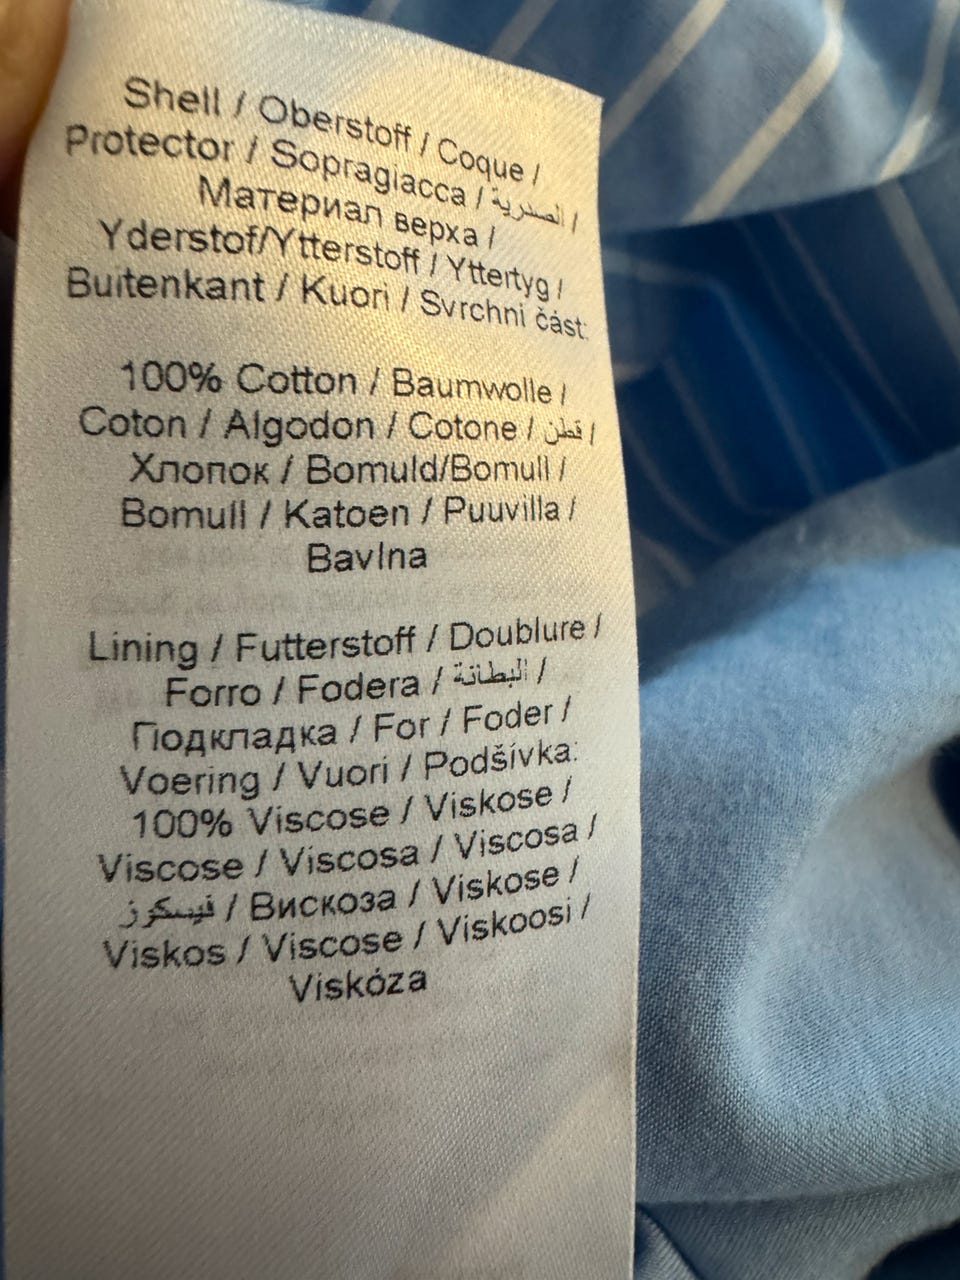 Shell / Oberstoff / Coque /
Protector / Sopragiacca / الصدرية /
Материал верха /
Yderstof/Ytterstoff / Yttertyg /
Buitenkant / Kuori / Svrchní část:
100% Cotton / Baumwolle /
Coton / Algodon / Cotone / قطن /
Хлопок / Bomuld/Bomull /
Bomull / Katoen / Puuvilla /
Bavlna
Lining / Futterstoff / Doublure /
Forro / Fodera / البطانة /
Подкладка / For / Foder /
Voering / Vuori / Podšívka:
100% Viscose / Viskose /
Viscose / Viscosa / Viscosa /
فيسكوز / Вискоза / Viskose /
Viskos / Viscose / Viskoosi /
Viskóza